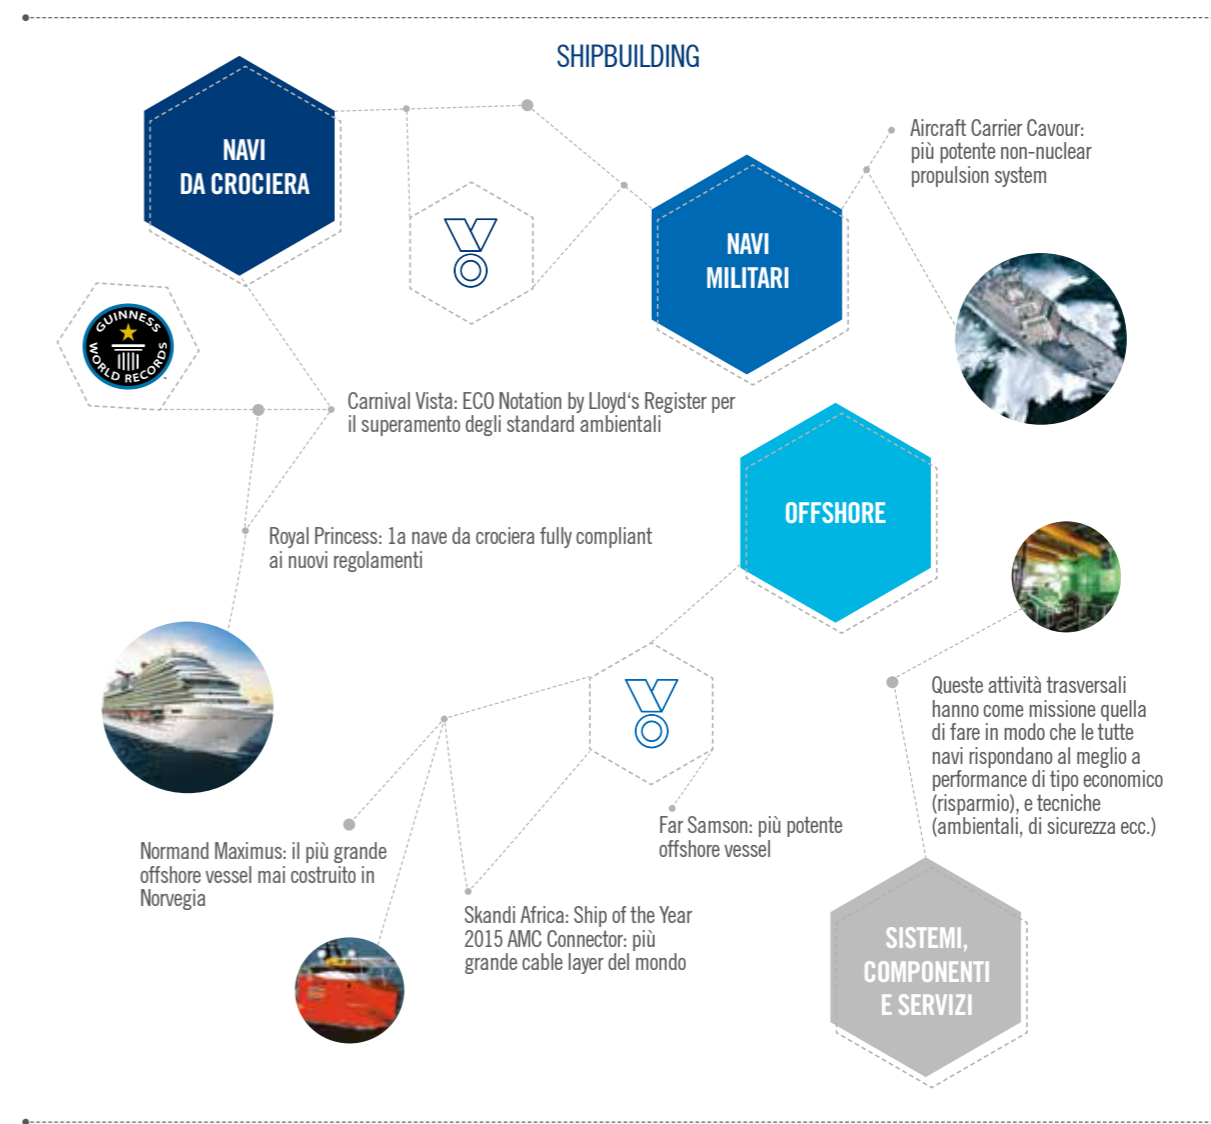 SHIPBUILDING
NAVI
DA CROCIERA
Aircraft Carrier Cavour:
più potente non-nuclear
propulsion system
NAVI
MILITARI
GUINNESS
WORLD RECORDS
Carnival Vista: ECO Notation by Lloyd‘s Register per
il superamento degli standard ambientali
OFFSHORE
Royal Princess: 1a nave da crociera fully compliant
ai nuovi regolamenti
Queste attività trasversali
hanno come missione quella
di fare in modo che le tutte
navi rispondano al meglio a
performance di tipo economico
(risparmio), e tecniche
(ambientali, di sicurezza ecc.)
Far Samson: più potente
offshore vessel
Normand Maximus: il più grande
offshore vessel mai costruito in
Norvegia
Skandi Africa: Ship of the Year
2015 AMC Connector: più
grande cable layer del mondo
SISTEMI,
COMPONENTI
E SERVIZI